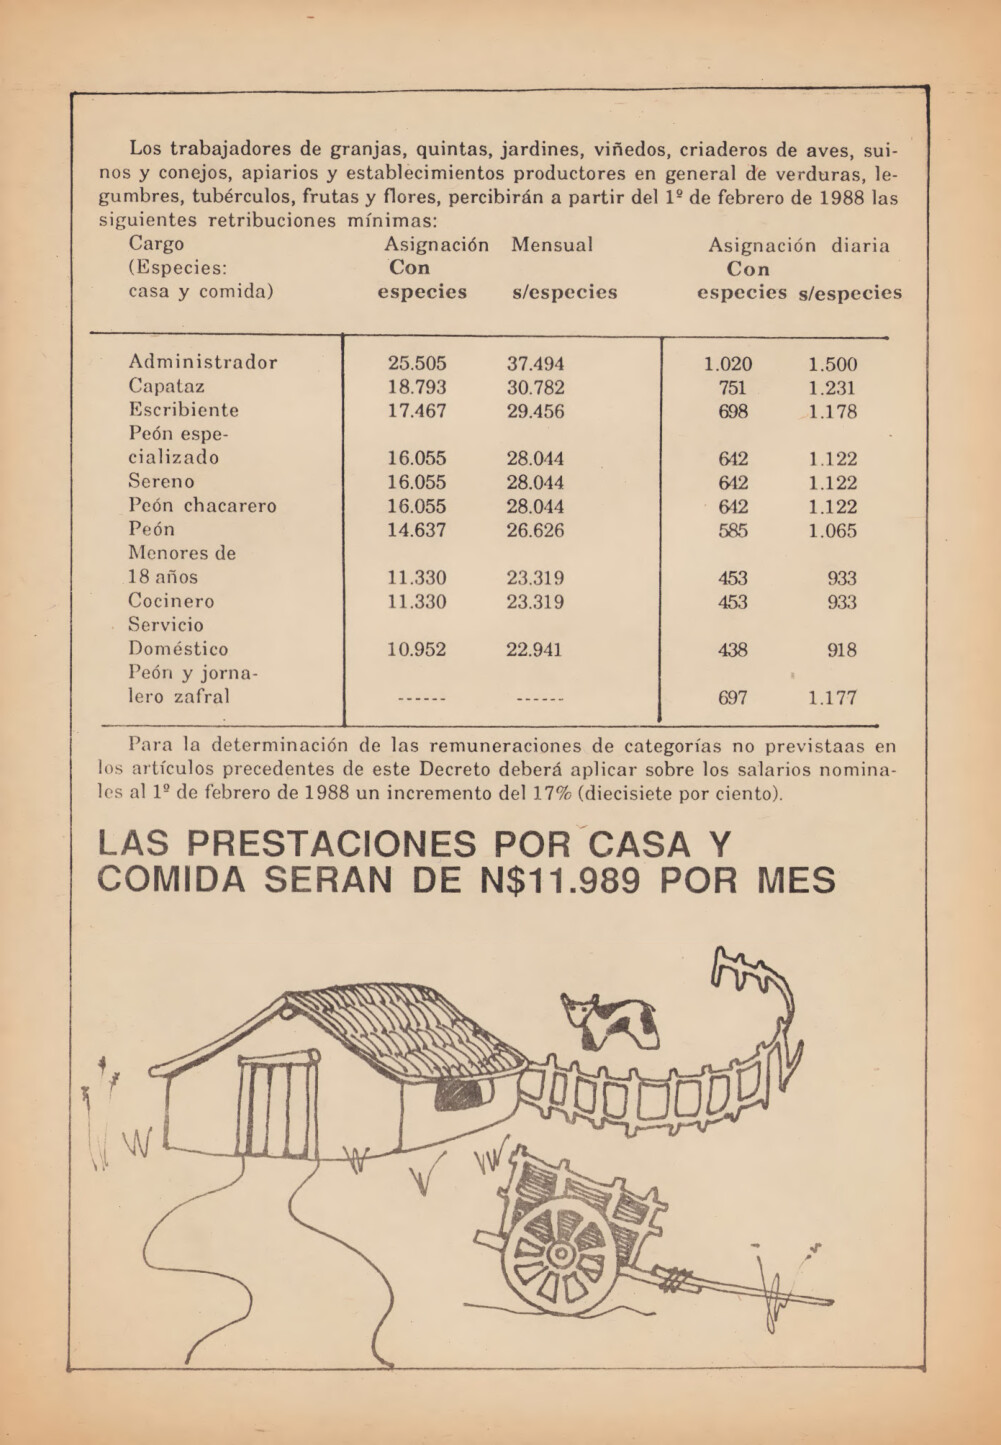 Los trabajadores de granjas, quintas, jardines, viñedos, criaderos de aves, sui-
nos y conejos, apiarios y establecimientos productores en general de verduras, le-
gumbres, tubérculos, frutas y flores, percibirán a partir del 1º de febrero de 1988 las
siguientes retribuciones mínimas:
Cargo Asignación Mensual Asignación diaria
(Especies: Con Con
casa y comida) especies s/especies especies s/especies
Administrador 25.505 37.494 1.020 1.500
Capataz 18.793 30.782 751 1.231
Escribiente 17.467 29.456 698 1.178
Peón espe-
cializado 16.055 28.044 642 1.122
Sereno 16.055 28.044 642 1.122
Peón chacarero 16.055 28.044 642 1.122
Peón 14.637 26.626 585 1.065
Menores de
18 años 11.330 23.319 453 933
Cocinero 11.330 23.319 453 933
Servicio
Doméstico 10.952 22.941 438 918
Peón y jorna-
lero zafral ------ ------ 697 1.177
Para la determinación de las remuneraciones de categorías no previstaas en
los artículos precedentes de este Decreto deberá aplicar sobre los salarios nomina-
les al 1º de febrero de 1988 un incremento del 17% (diecisiete por ciento).
LAS PRESTACIONES POR CASA Y
COMIDA SERAN DE N$11.989 POR MES